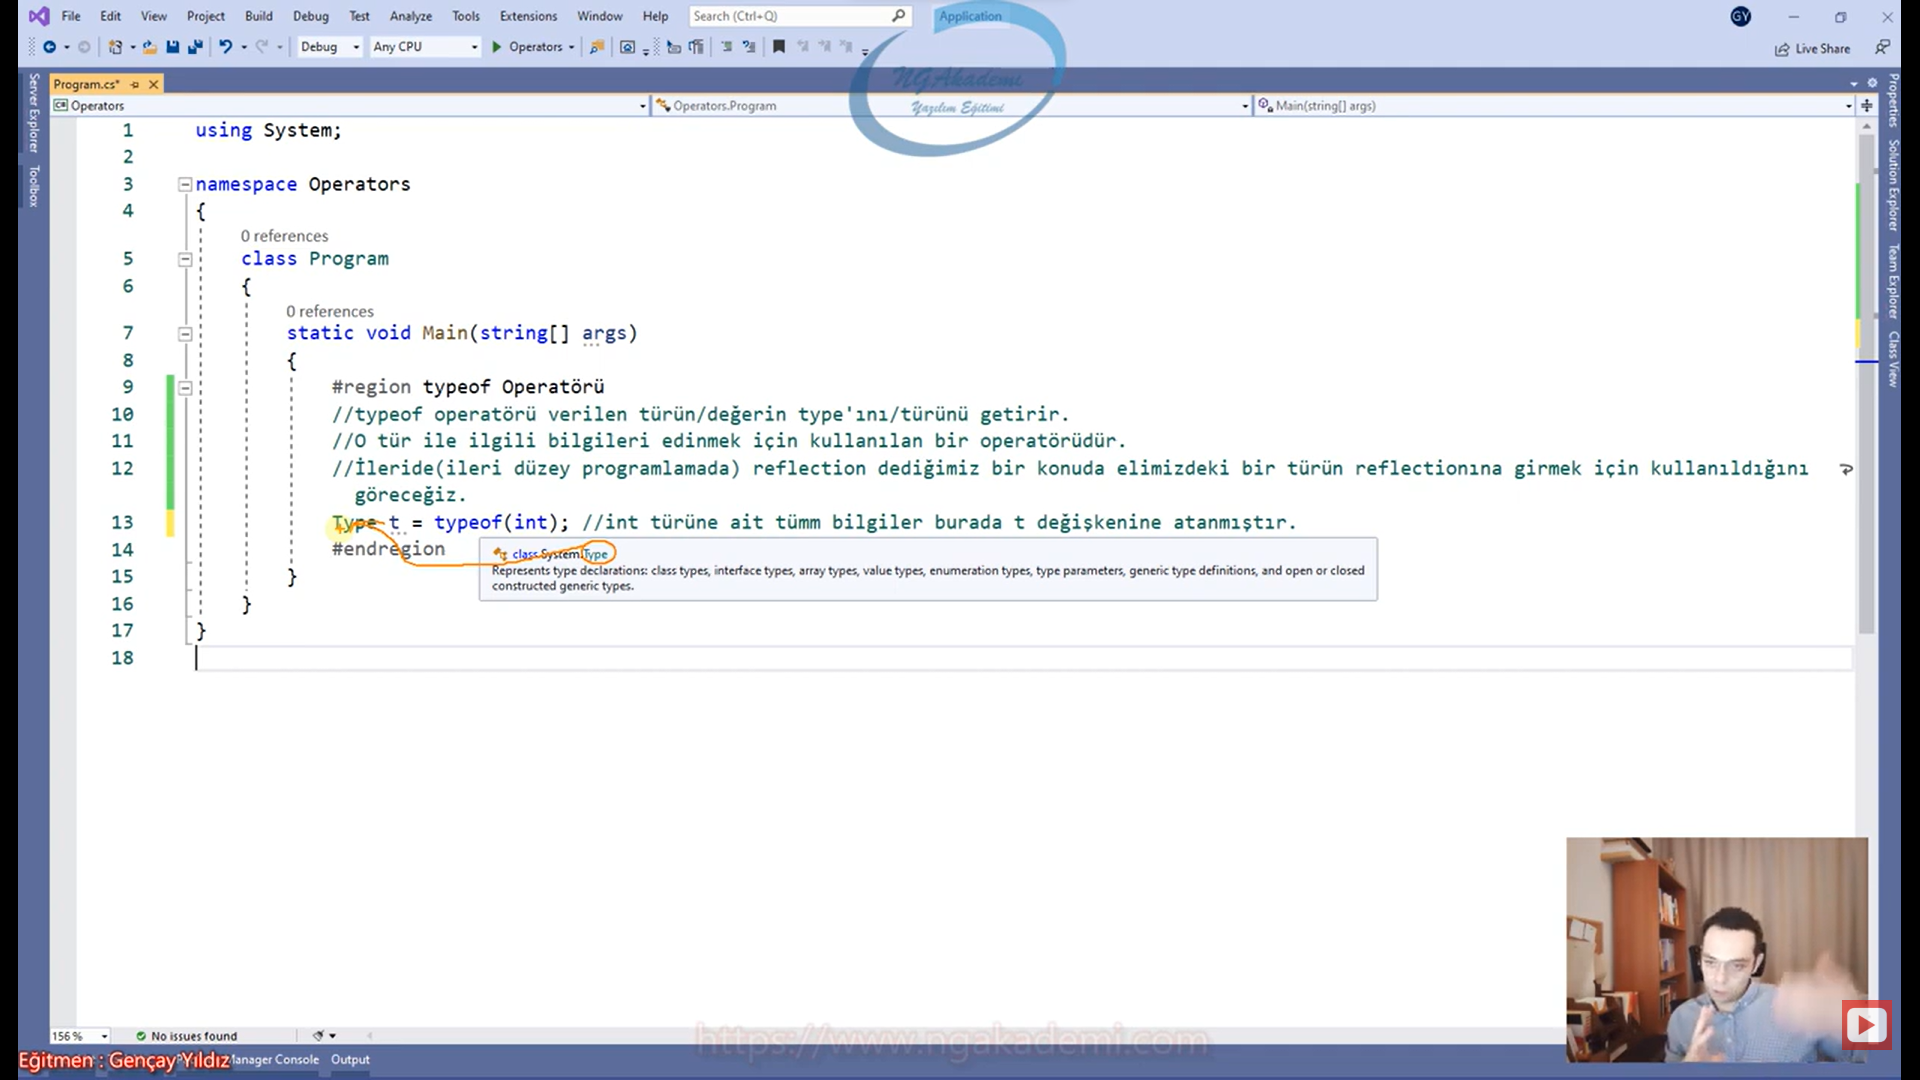 File Edit View Project Build Debug Test Analyze Tools Extensions Window Help Search (Ctrl+Q) Application GY
Debug Any CPU Operators Live Share
NGAkademi
Yazılım Eğitimi
Program.cs*
Operators Operators.Program Main(string[] args)
Server Explorer
Toolbox
Properties
Solution Explorer
Team Explorer
Class View
1 using System;
2
3 namespace Operators
4 {
0 references
5 class Program
6 {
0 references
7 static void Main(string[] args)
8 {
9 #region typeof Operatörü
10 //typeof operatörü verilen türün/değerin type'ını/türünü getirir.
11 //O tür ile ilgili bilgileri edinmek için kullanılan bir operatörüdür.
12 //İleride(ileri düzey programlamada) reflection dediğimiz bir konuda elimizdeki bir türün reflectionına girmek için kullanıldığını
göreceğiz.
13 Type t = typeof(int); //int türüne ait tümm bilgiler burada t değişkenine atanmıştır.
14 #endregion
class System.Type
Represents type declarations: class types, interface types, array types, value types, enumeration types, type parameters, generic type definitions, and open or closed
constructed generic types.
15 }
16 }
17 }
18
156 % No issues found
https://www.ngakademi.com
Eğitmen : Gençay Yıldız Manager Console Output